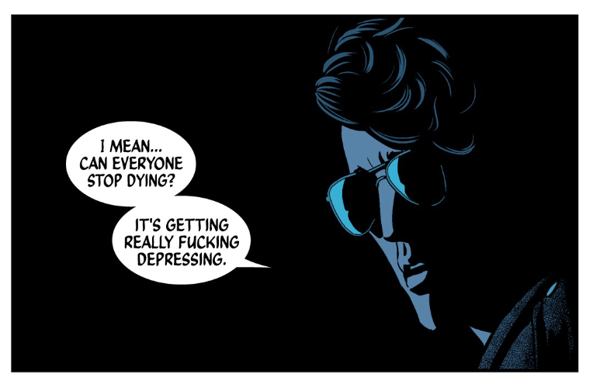 I MEAN...
CAN EVERYONE
STOP DYING?
IT'S GETTING
REALLY FUCKING
DEPRESSING.